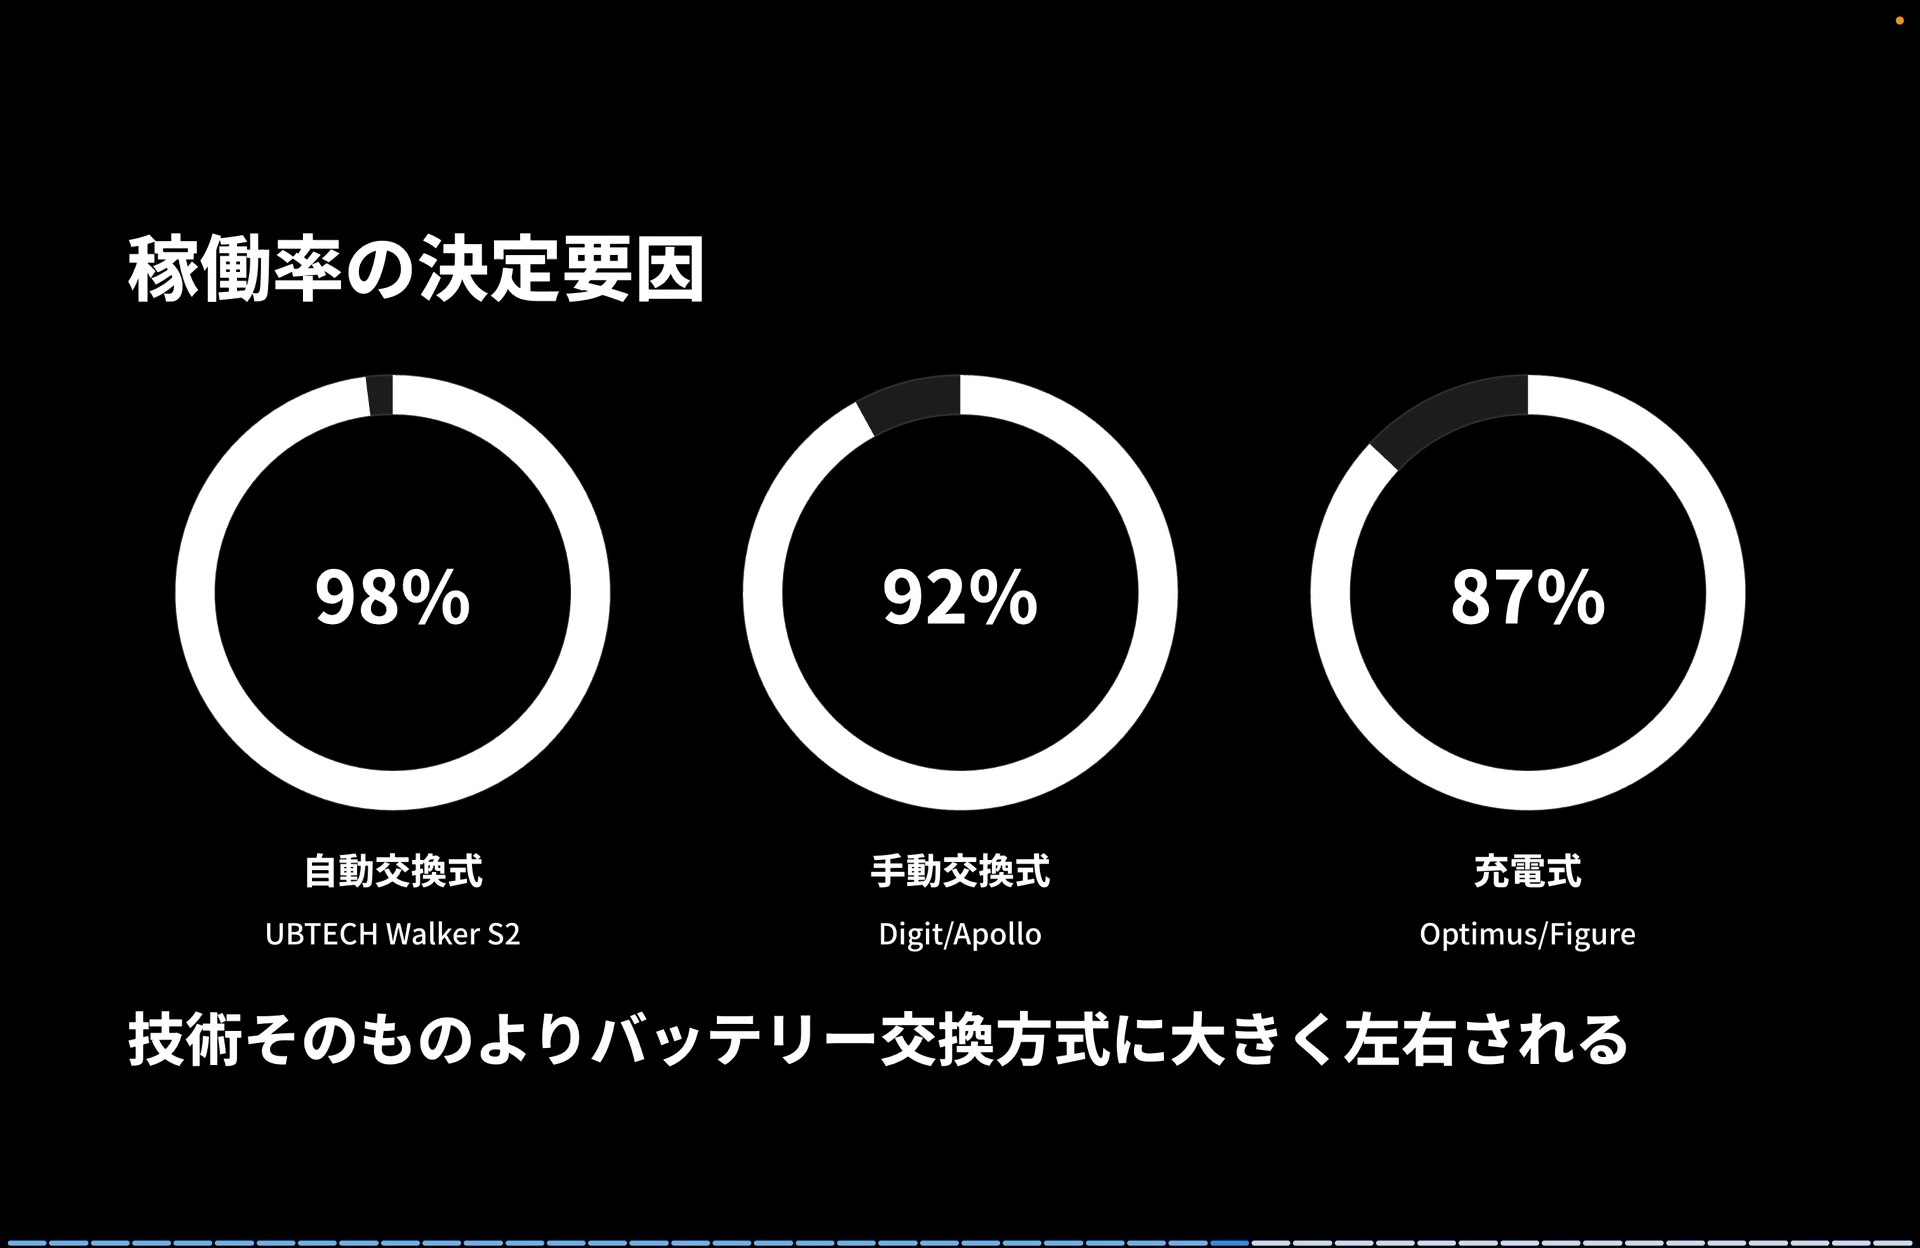 稼働率の決定要因
98%
92%
87%
自動交換式
手動交換式
充電式
UBTECH Walker S2
Digit/Apollo
Optimus/Figure
技術そのものよりバッテリー交換方式に大きく左右される